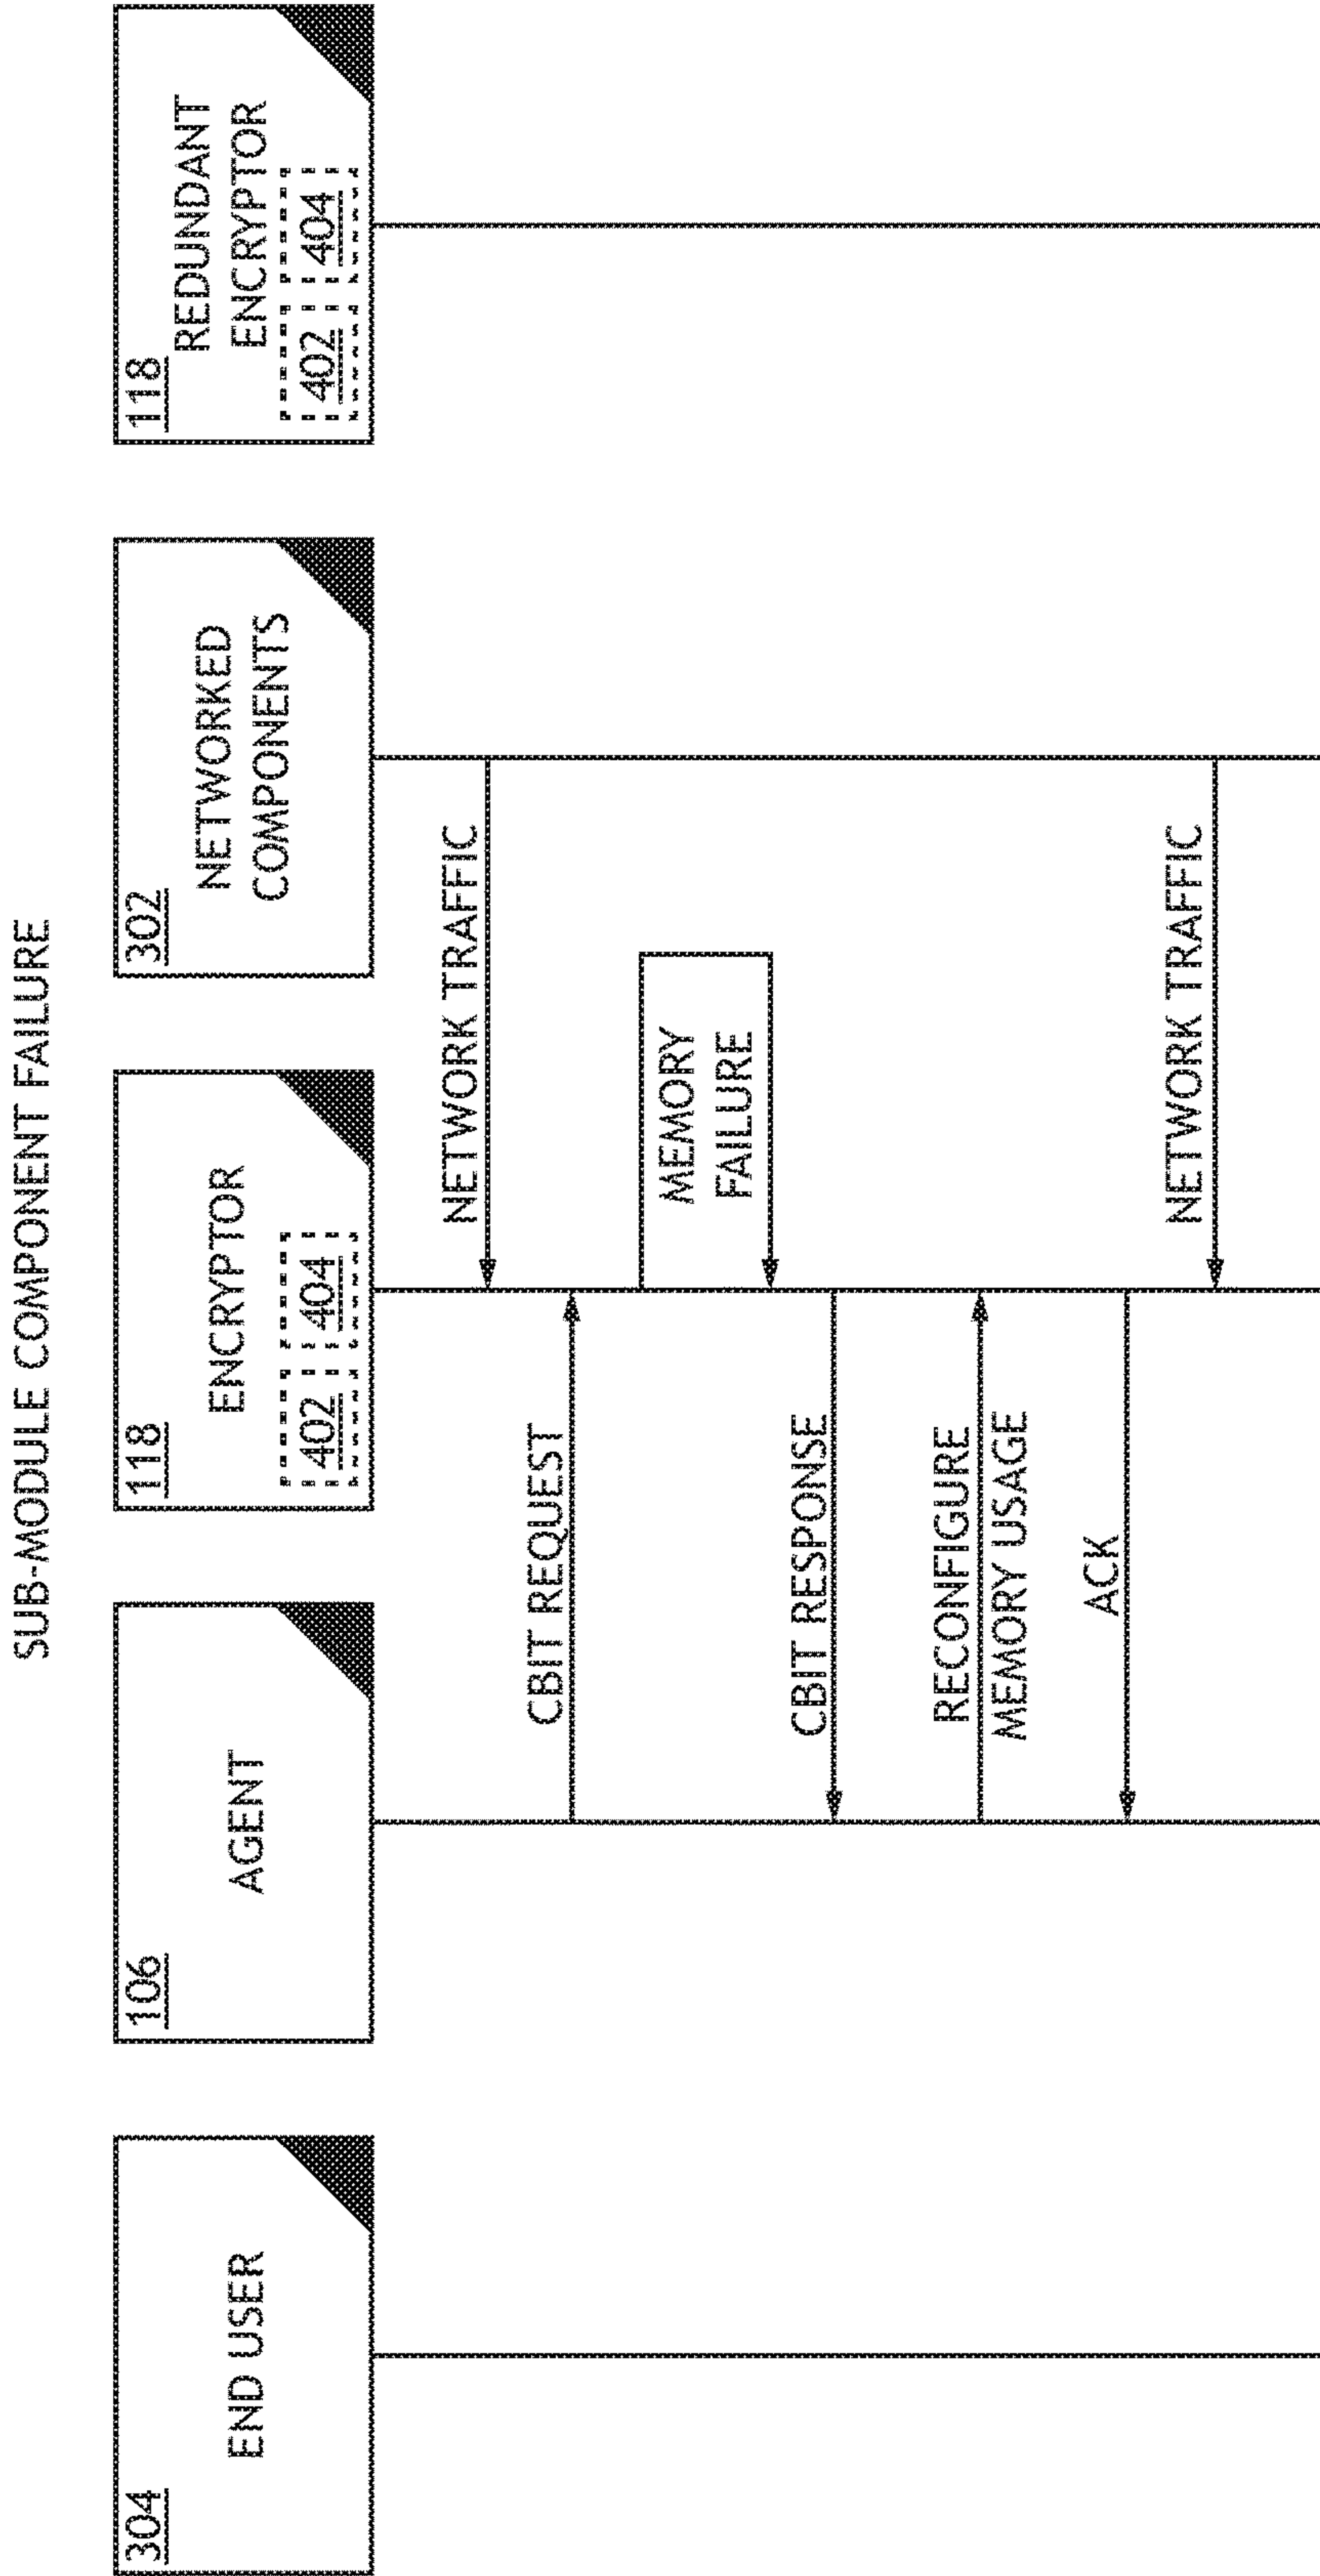 SUB-MODULE COMPONENT FAILURE
304
END USER
106
AGENT
118
ENCRYPTOR
402
404
302
NETWORKED
COMPONENTS
118
REDUNDANT
ENCRYPTOR
402
404
NETWORK TRAFFIC
CBIT REQUEST
MEMORY
FAILURE
CBIT RESPONSE
RECONFIGURE
MEMORY USAGE
ACK
NETWORK TRAFFIC